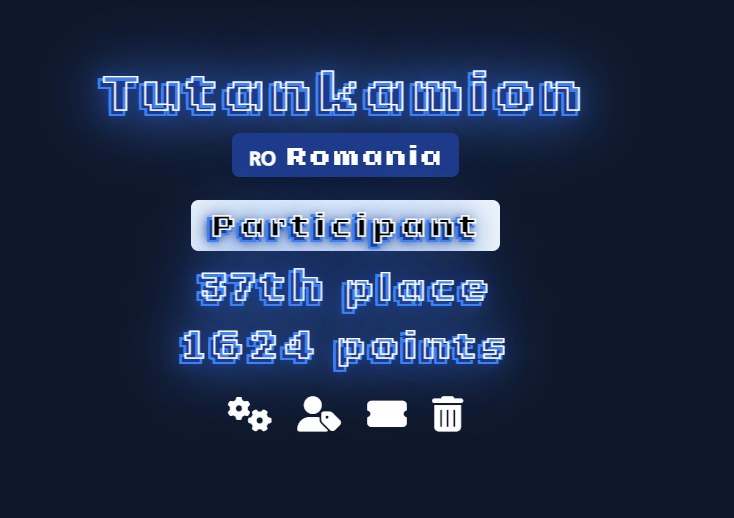 Tutankamion
RO Romania
Participant
37th place
1624 points